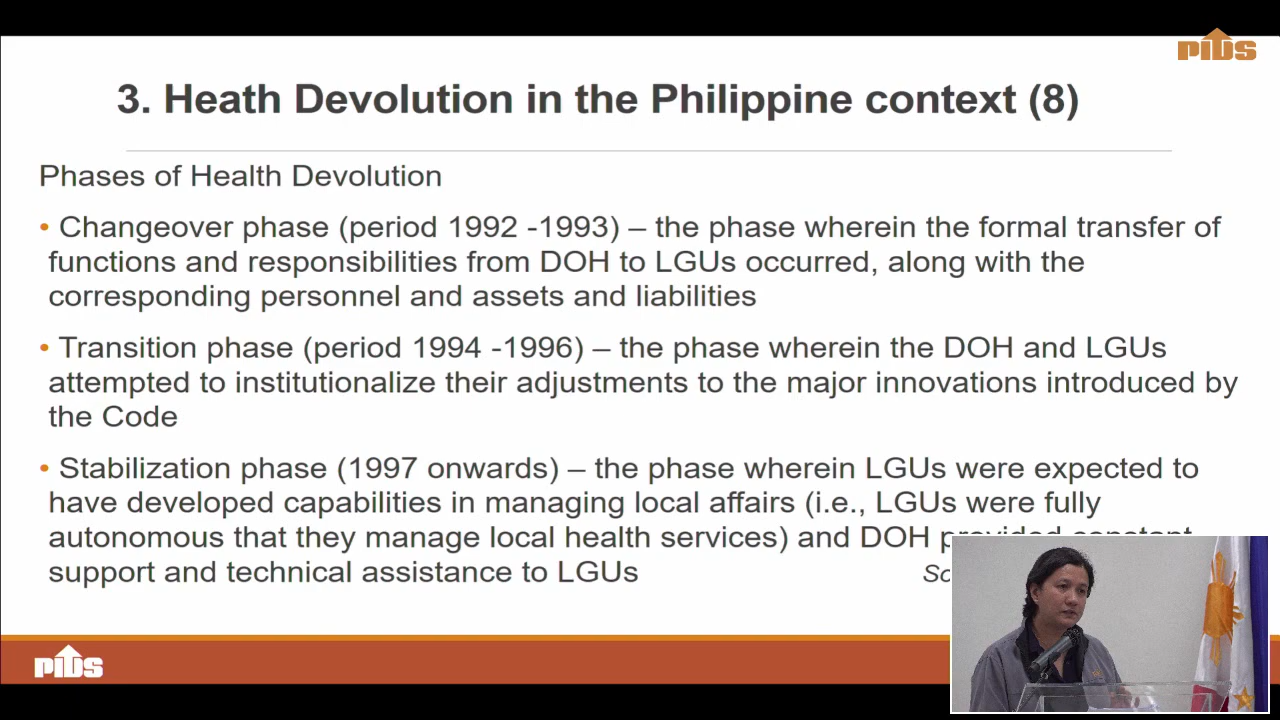 PIDS
3. Heath Devolution in the Philippine context (8)
Phases of Health Devolution
• Changeover phase (period 1992 -1993) – the phase wherein the formal transfer of
functions and responsibilities from DOH to LGUs occurred, along with the
corresponding personnel and assets and liabilities
• Transition phase (period 1994 -1996) – the phase wherein the DOH and LGUs
attempted to institutionalize their adjustments to the major innovations introduced by
the Code
• Stabilization phase (1997 onwards) – the phase wherein LGUs were expected to
have developed capabilities in managing local affairs (i.e., LGUs were fully
autonomous that they manage local health services) and DOH provided constant
support and technical assistance to LGUs
PIDS